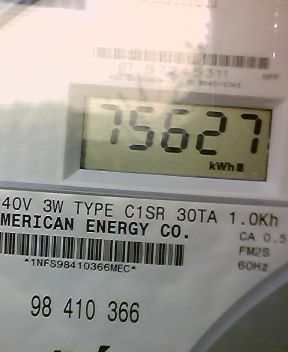 75627
kWh
40V 3W TYPE C1SR 30TA 1.0Kh
MERICAN ENERGY CO.
CA 0.5
FM2S
*1NFS98410366MEC*
60Hz
98 410 366